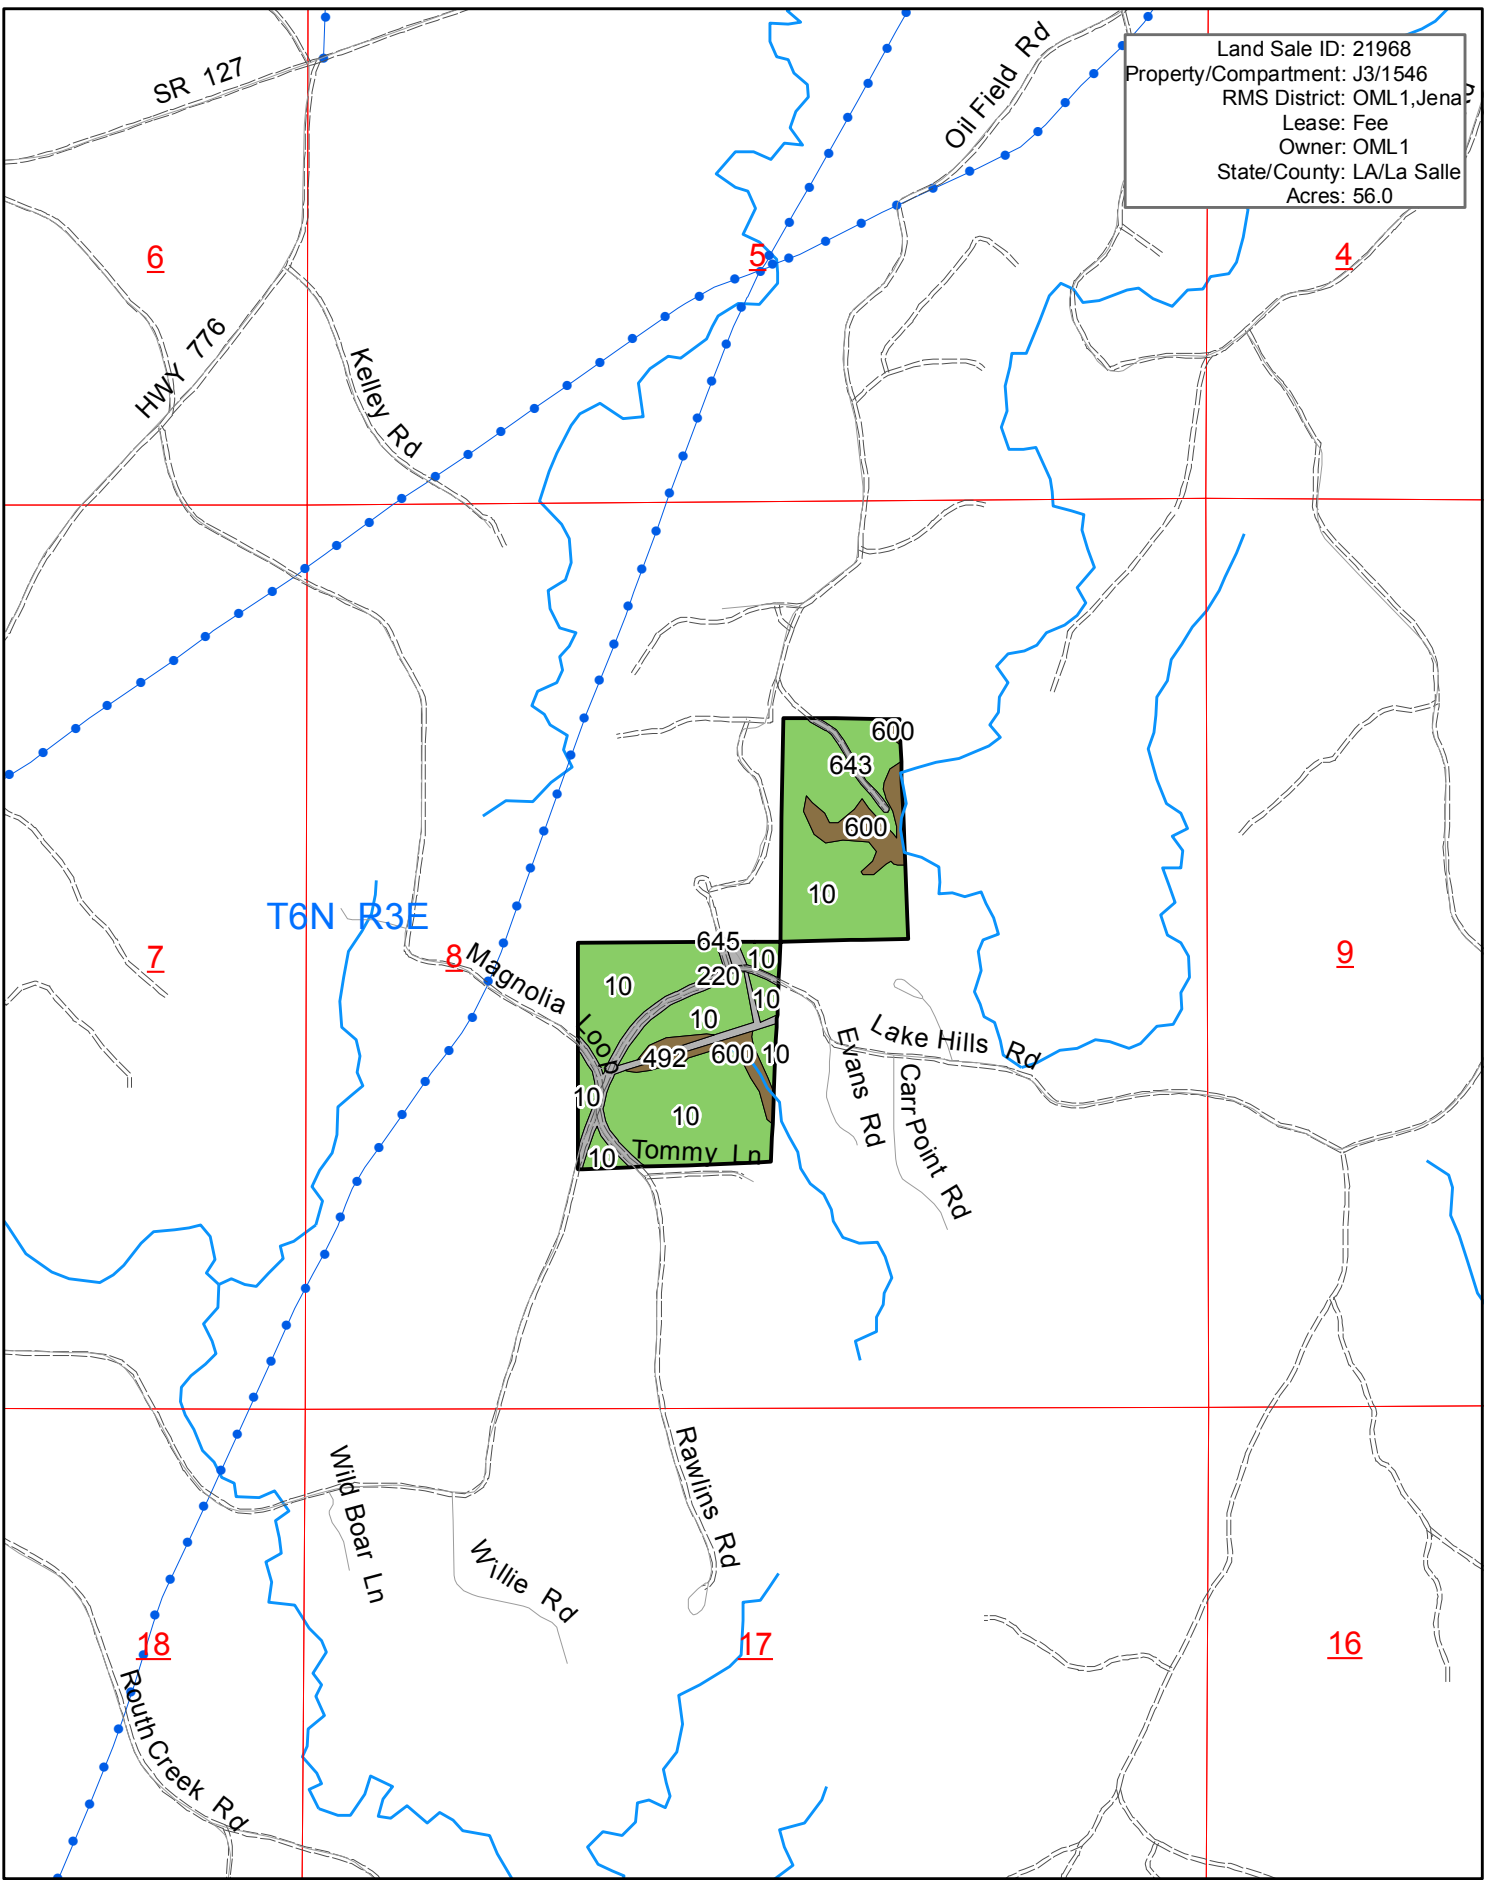 Land Sale ID: 21968
Property/Compartment: J3/1546
RMS District: OML1,Jena
Lease: Fee
Owner: OML1
State/County: LA/La Salle
Acres: 56.0
SR 127
Oil Field Rd
6
5
4
HWY 776
Kelley Rd
600
643
600
10
T6N R3E
7
8
9
Magnolia Loop
645
10
10
220
10
10
Lake Hills Rd
492
600
10
Evans Rd
Carr Point Rd
10
10
Tommy Ln
10
Wild Boar Ln
Willie Rd
Rawlins Rd
18
17
16
Routh Creek Rd